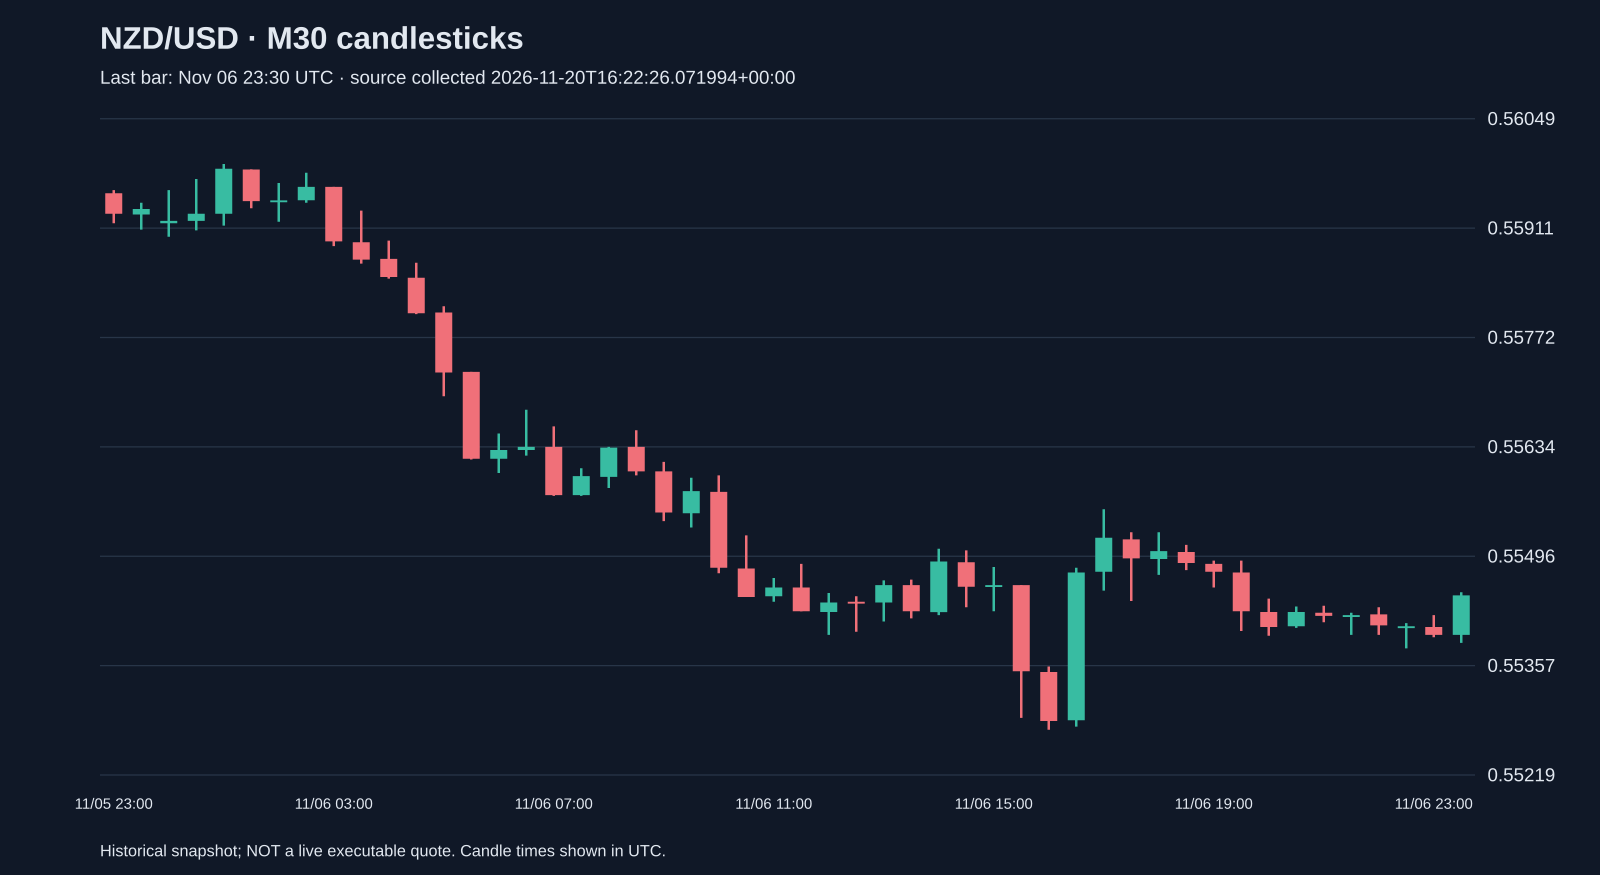 NZD/USD · M30 candlesticks
Last bar: Nov 06 23:30 UTC · source collected 2026-11-20T16:22:26.071994+00:00
0.56049
0.55911
0.55772
0.55634
0.55496
0.55357
0.55219
11/05 23:00 11/06 03:00 11/06 07:00 11/06 11:00 11/06 15:00 11/06 19:00 11/06 23:00
Historical snapshot; NOT a live executable quote. Candle times shown in UTC.